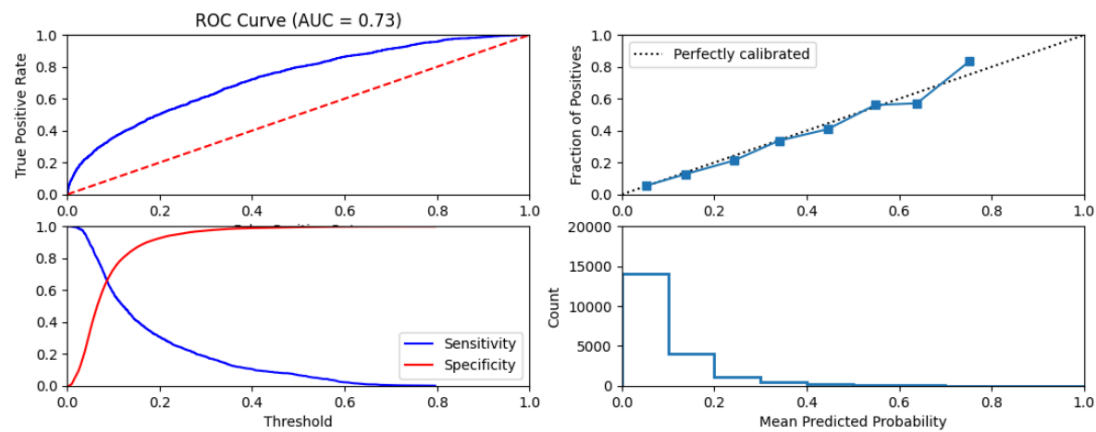 ROC Curve (AUC = 0.73)
True Positive Rate
1.0
0.8
0.6
0.4
0.2
0.0
0.0 0.2 0.4 0.6 0.8 1.0
Fraction of Positives
1.0
0.8
0.6
0.4
0.2
0.0
Perfectly calibrated
0.0 0.2 0.4 0.6 0.8 1.0
1.0
0.8
0.6
0.4
0.2
0.0
Sensitivity
Specificity
0.0 0.2 0.4 0.6 0.8 1.0
Threshold
Count
20000
15000
10000
5000
0
0.0 0.2 0.4 0.6 0.8 1.0
Mean Predicted Probability